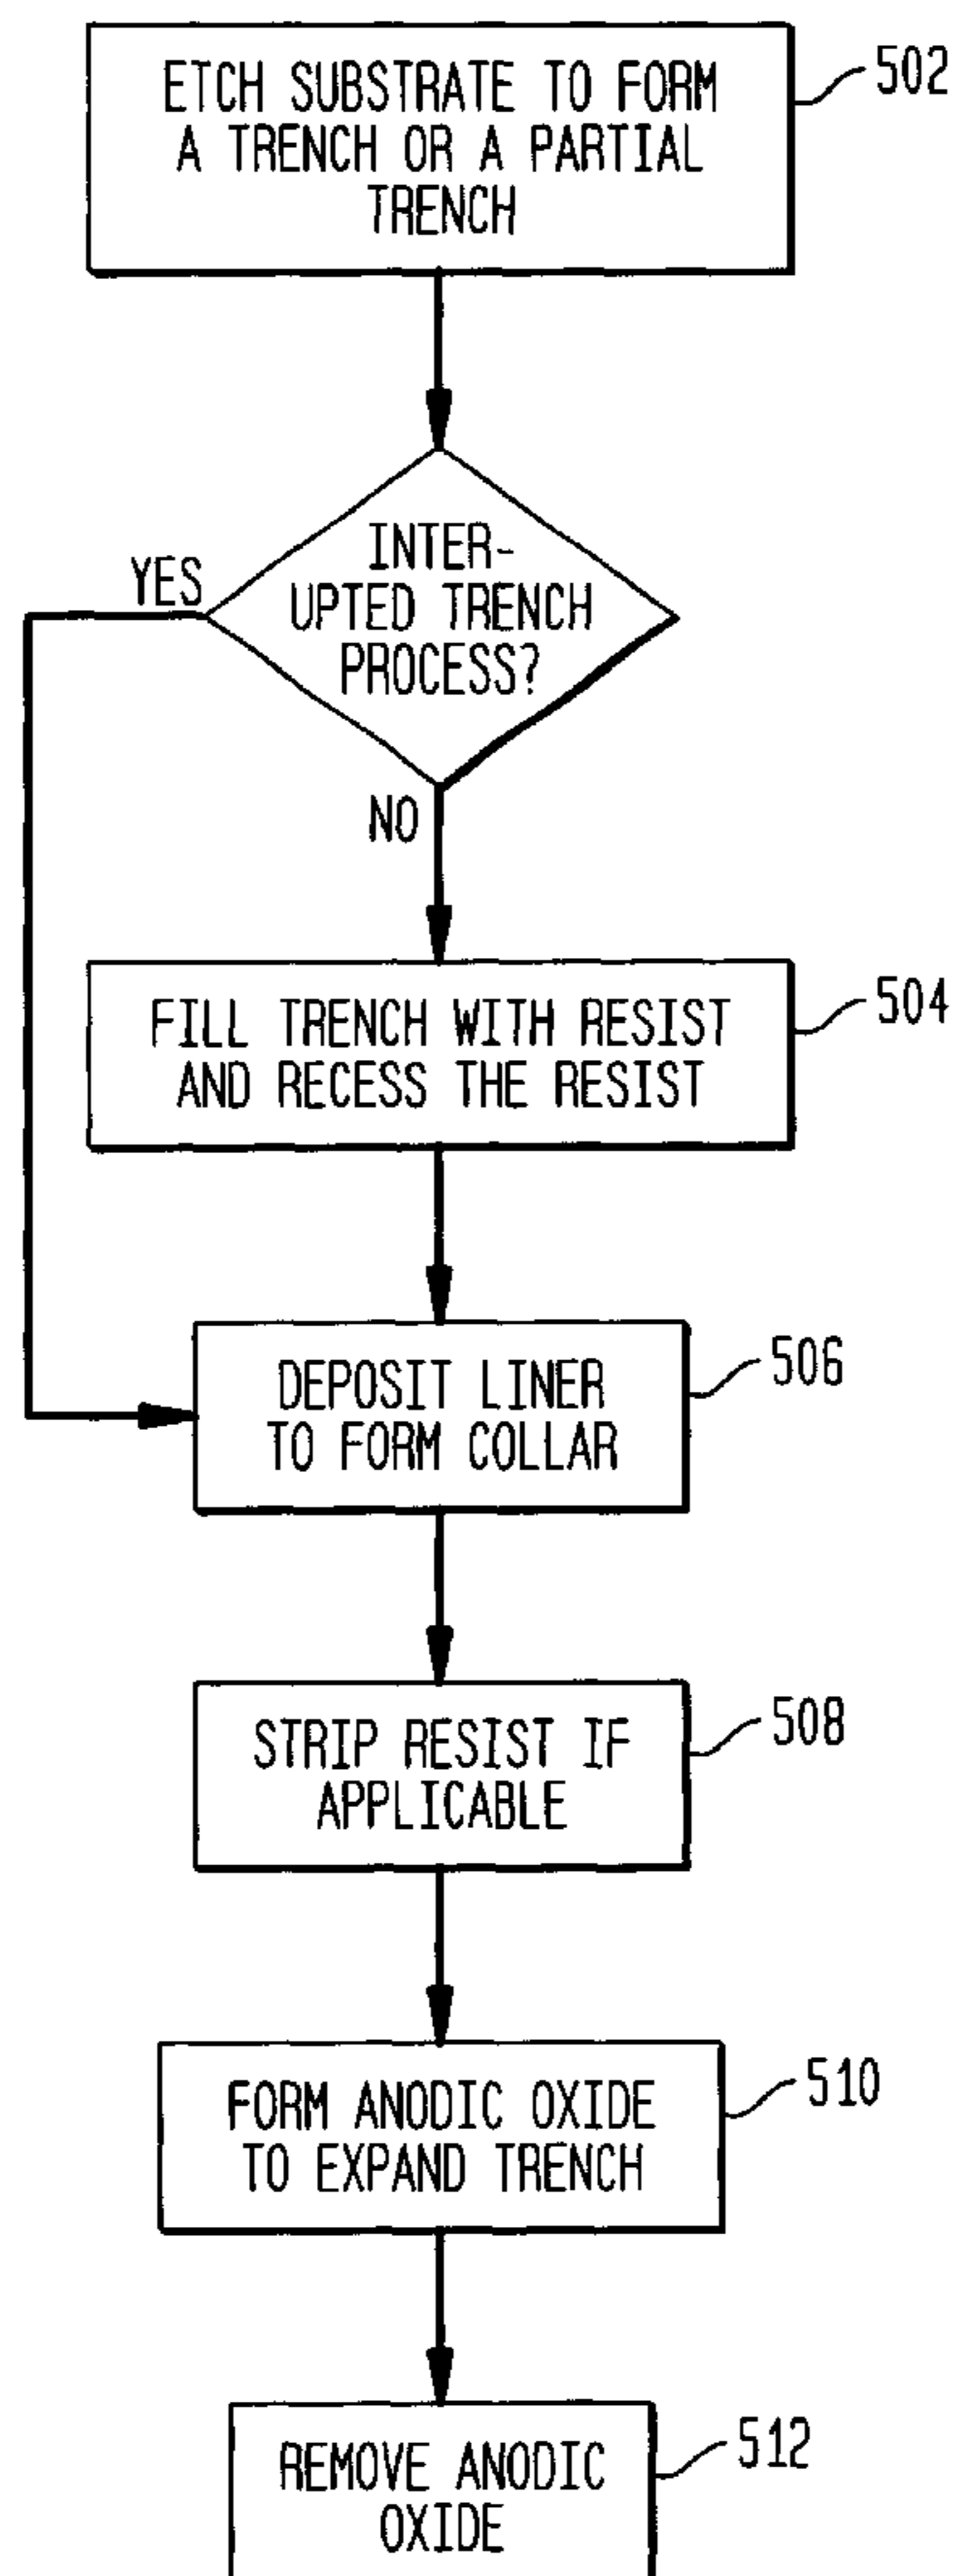 ETCH SUBSTRATE TO FORM
A TRENCH OR A PARTIAL
TRENCH
502
INTER-
UPTED TRENCH
PROCESS?
YES
NO
FILL TRENCH WITH RESIST
AND RECESS THE RESIST
504
DEPOSIT LINER
TO FORM COLLAR
506
STRIP RESIST IF
APPLICABLE
508
FORM ANODIC OXIDE
TO EXPAND TRENCH
510
REMOVE ANODIC
OXIDE
512